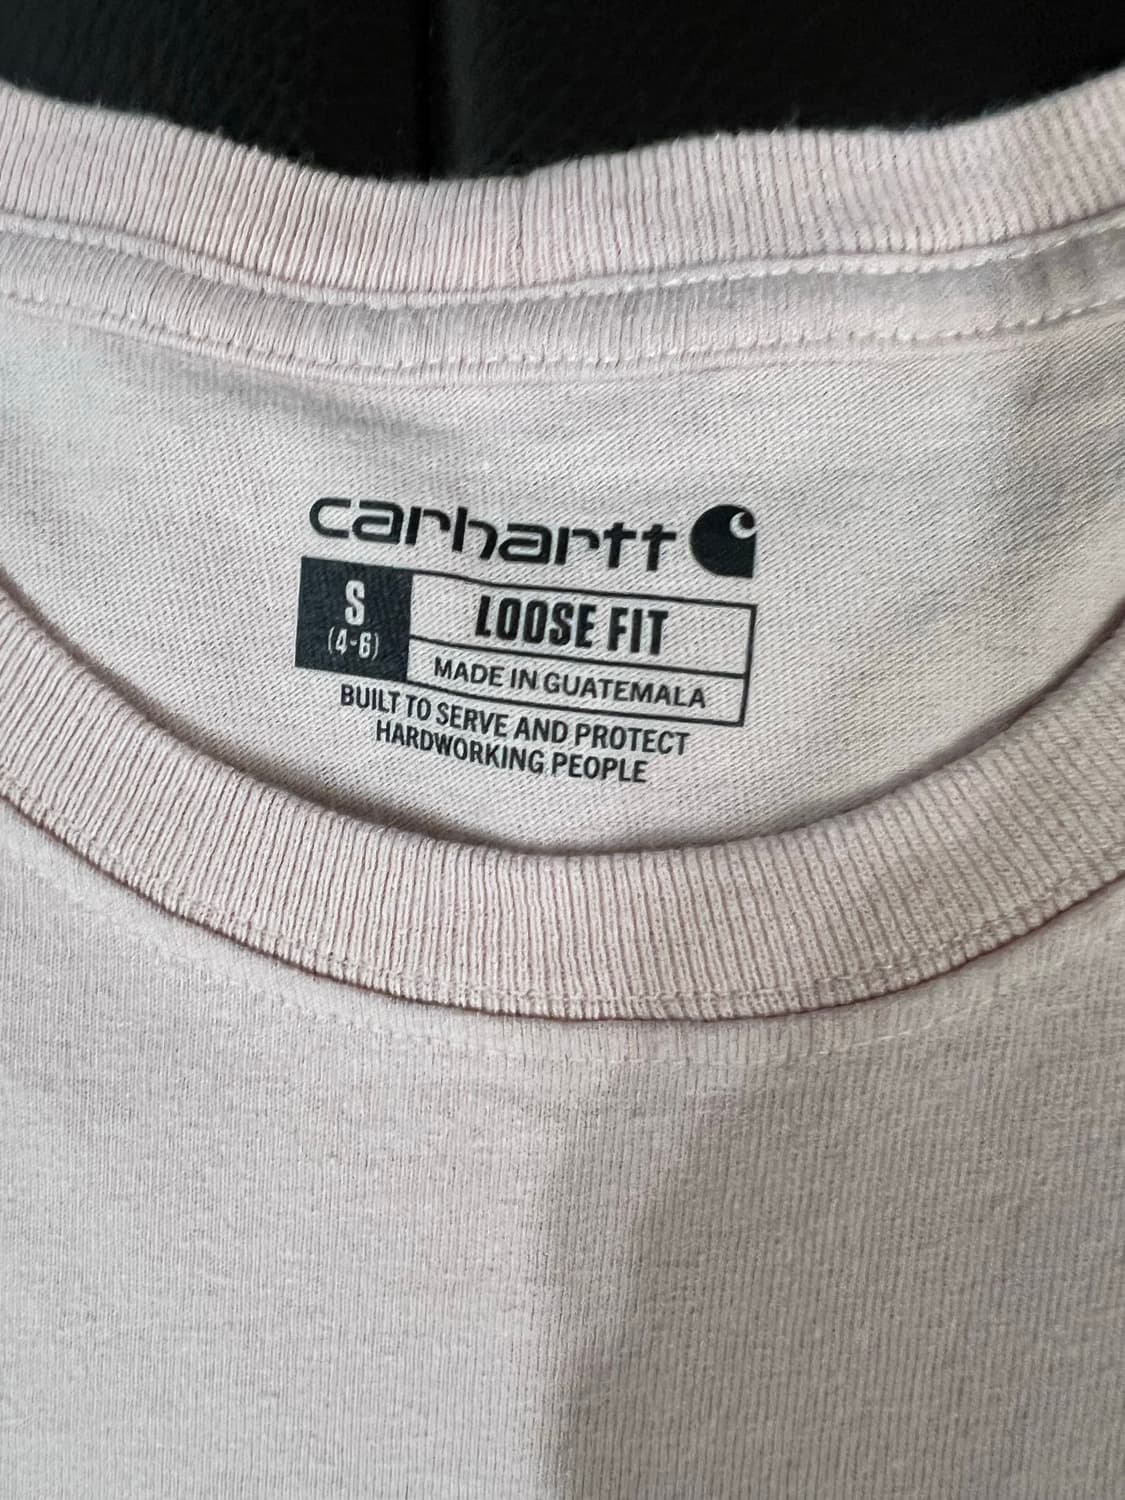 carhartt
S
(4-6)
LOOSE FIT
MADE IN GUATEMALA
BUILT TO SERVE AND PROTECT
HARDWORKING PEOPLE